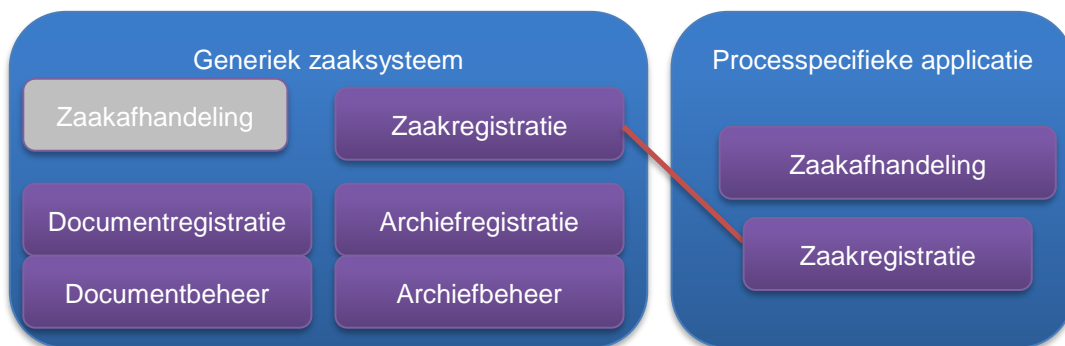 Generiek zaaksysteem
Zaakafhandeling
Zaakregistratie
Documentregistratie
Archiefregistratie
Documentbeheer
Archiefbeheer
Processpecifieke applicatie
Zaakafhandeling
Zaakregistratie